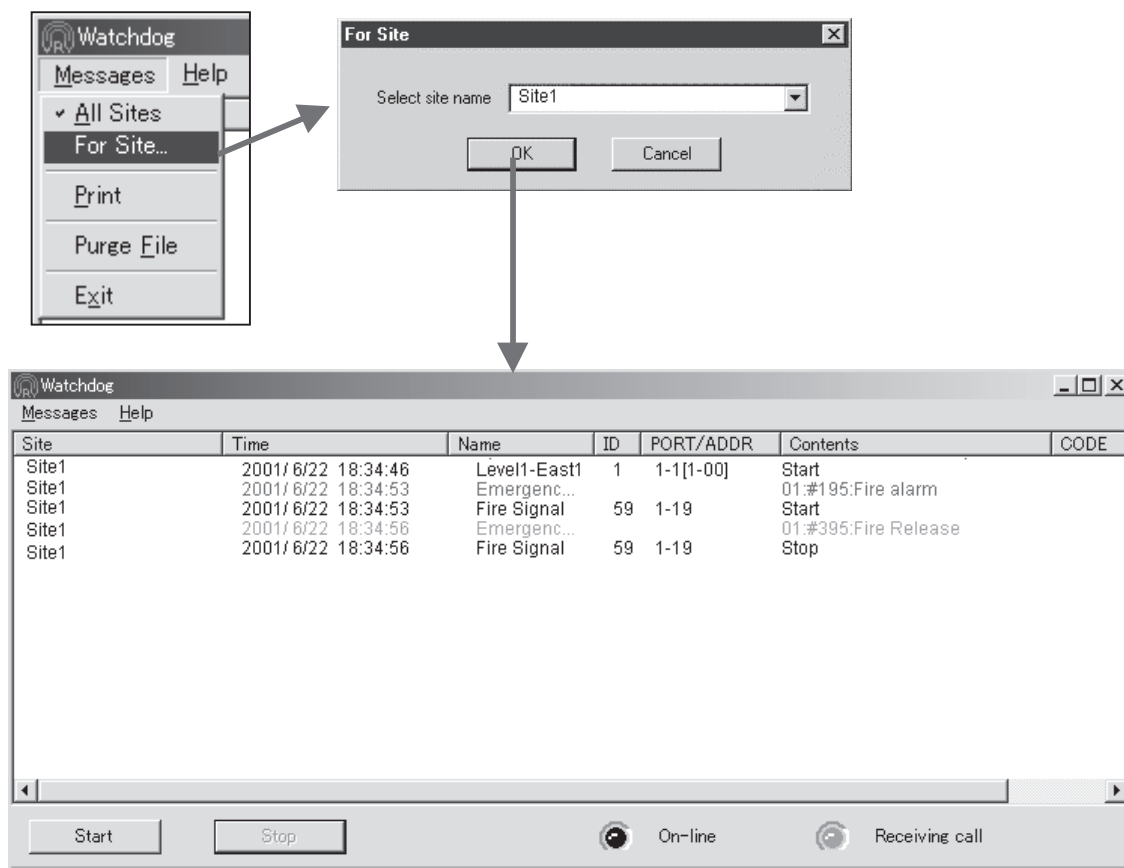 Watchdog
Messages Help
All Sites
For Site...
Print
Purge File
Exit
For Site
Select site name Site1
OK Cancel
Watchdog
Messages Help
Site Time Name ID PORT/ADDR Contents CODE
Site1 2001/ 6/22 18:34:46 Level1-East1 1 1-1[1-00] Start
Site1 2001/ 6/22 18:34:53 Emergenc... 01:#195:Fire alarm
Site1 2001/ 6/22 18:34:53 Fire Signal 59 1-19 Start
Site1 2001/ 6/22 18:34:56 Emergenc... 01:#395:Fire Release
Site1 2001/ 6/22 18:34:56 Fire Signal 59 1-19 Stop
Start Stop On-line Receiving call